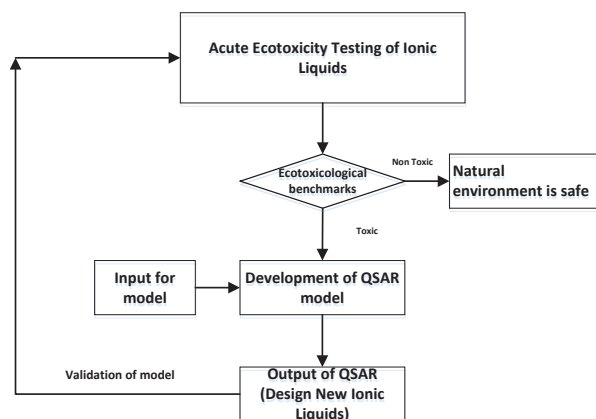 Acute Ecotoxicity Testing of Ionic
Liquids
Ecotoxicological
benchmarks
Non Toxic
Natural
environment is safe
Toxic
Input for
model
Development of QSAR
model
Validation of model
Output of QSAR
(Design New Ionic
Liquids)